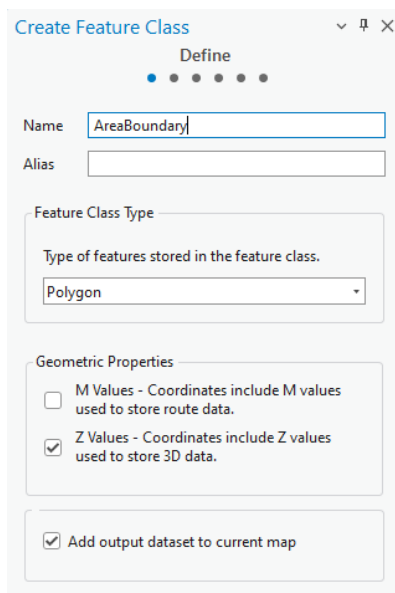 Create Feature Class
Define
Name AreaBoundary
Alias
Feature Class Type
Type of features stored in the feature class.
Polygon
Geometric Properties
M Values - Coordinates include M values
used to store route data.
Z Values - Coordinates include Z values
used to store 3D data.
Add output dataset to current map